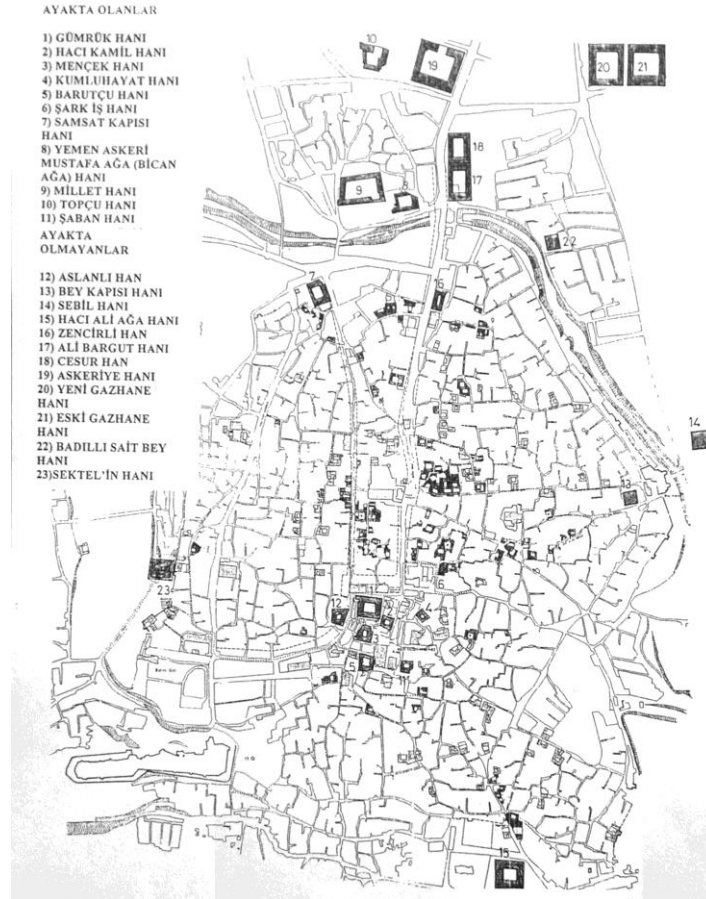 AYAKTA OLANLAR
1) GÜMRÜK HANI
2) HACI KAMİL HANI
3) MENÇEK HANI
4) KUMLUHAYAT HANI
5) BARUTÇU HANI
6) ŞARK İŞ HANI
7) SAMSAT KAPISI
HANI
8) YEMEN ASKERİ
MUSTAFA AĞA (BİCAN
AĞA) HANI
9) MİLLET HANI
10) TOPÇU HANI
11) ŞABAN HANI
AYAKTA
OLMAYANLAR
12) ASLANLI HAN
13) BEY KAPISI HANI
14) SEBİL HANI
15) HACI ALİ AĞA HANI
16) ZENCİRLİ HAN
17) ALİ BARGUT HANI
18) CESUR HAN
19) ASKERİYE HANI
20) YENİ GAZHANE
HANI
21) ESKİ GAZHANE
HANI
22) BADILLI SAİT BEY
HANI
23)SEKTEL'İN HANI
10
19
20
21
18
17
9
8
22
7
16
14
13
6
23
12
4
5
11
15